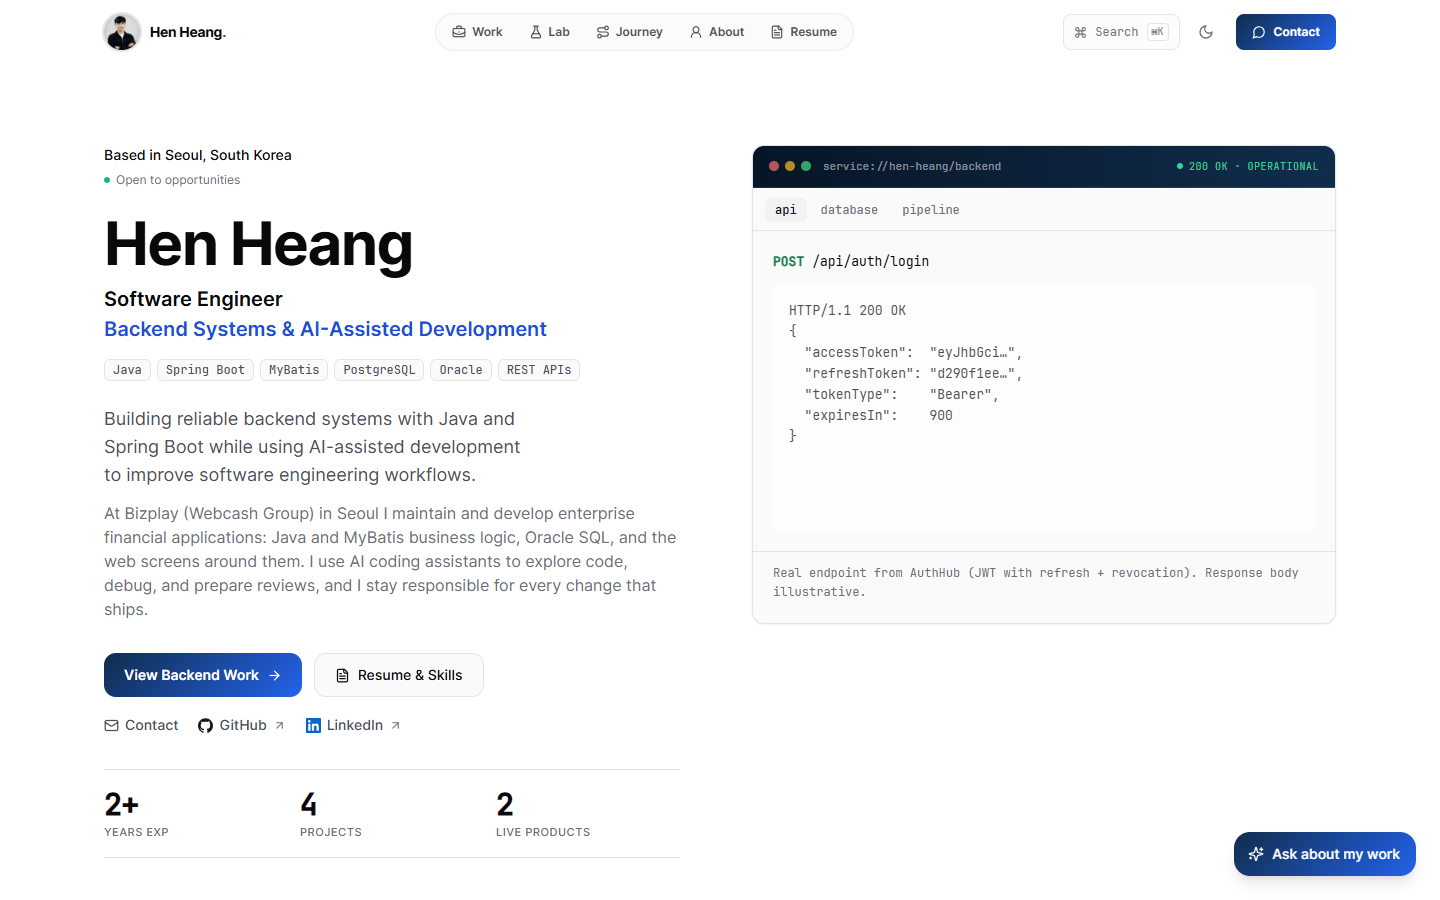 Hen Heang.
Work
Lab
Journey
About
Resume
Search ⌘K
Contact
Based in Seoul, South Korea
Open to opportunities
Hen Heang
Software Engineer
Backend Systems & AI-Assisted Development
Java
Spring Boot
MyBatis
PostgreSQL
Oracle
REST APIs
Building reliable backend systems with Java and
Spring Boot while using AI-assisted development
to improve software engineering workflows.
At Bizplay (Webcash Group) in Seoul I maintain and develop enterprise
financial applications: Java and MyBatis business logic, Oracle SQL, and the
web screens around them. I use AI coding assistants to explore code,
debug, and prepare reviews, and I stay responsible for every change that
ships.
View Backend Work →
Resume & Skills
Contact
GitHub ↗
LinkedIn ↗
2+
YEARS EXP
4
PROJECTS
2
LIVE PRODUCTS
service://hen-heang/backend
200 OK · OPERATIONAL
api
database
pipeline
POST /api/auth/login
HTTP/1.1 200 OK
{
"accessToken": "eyJhbGci…",
"refreshToken": "d290f1ee…",
"tokenType": "Bearer",
"expiresIn": 900
}
Real endpoint from AuthHub (JWT with refresh + revocation). Response body
illustrative.
Ask about my work